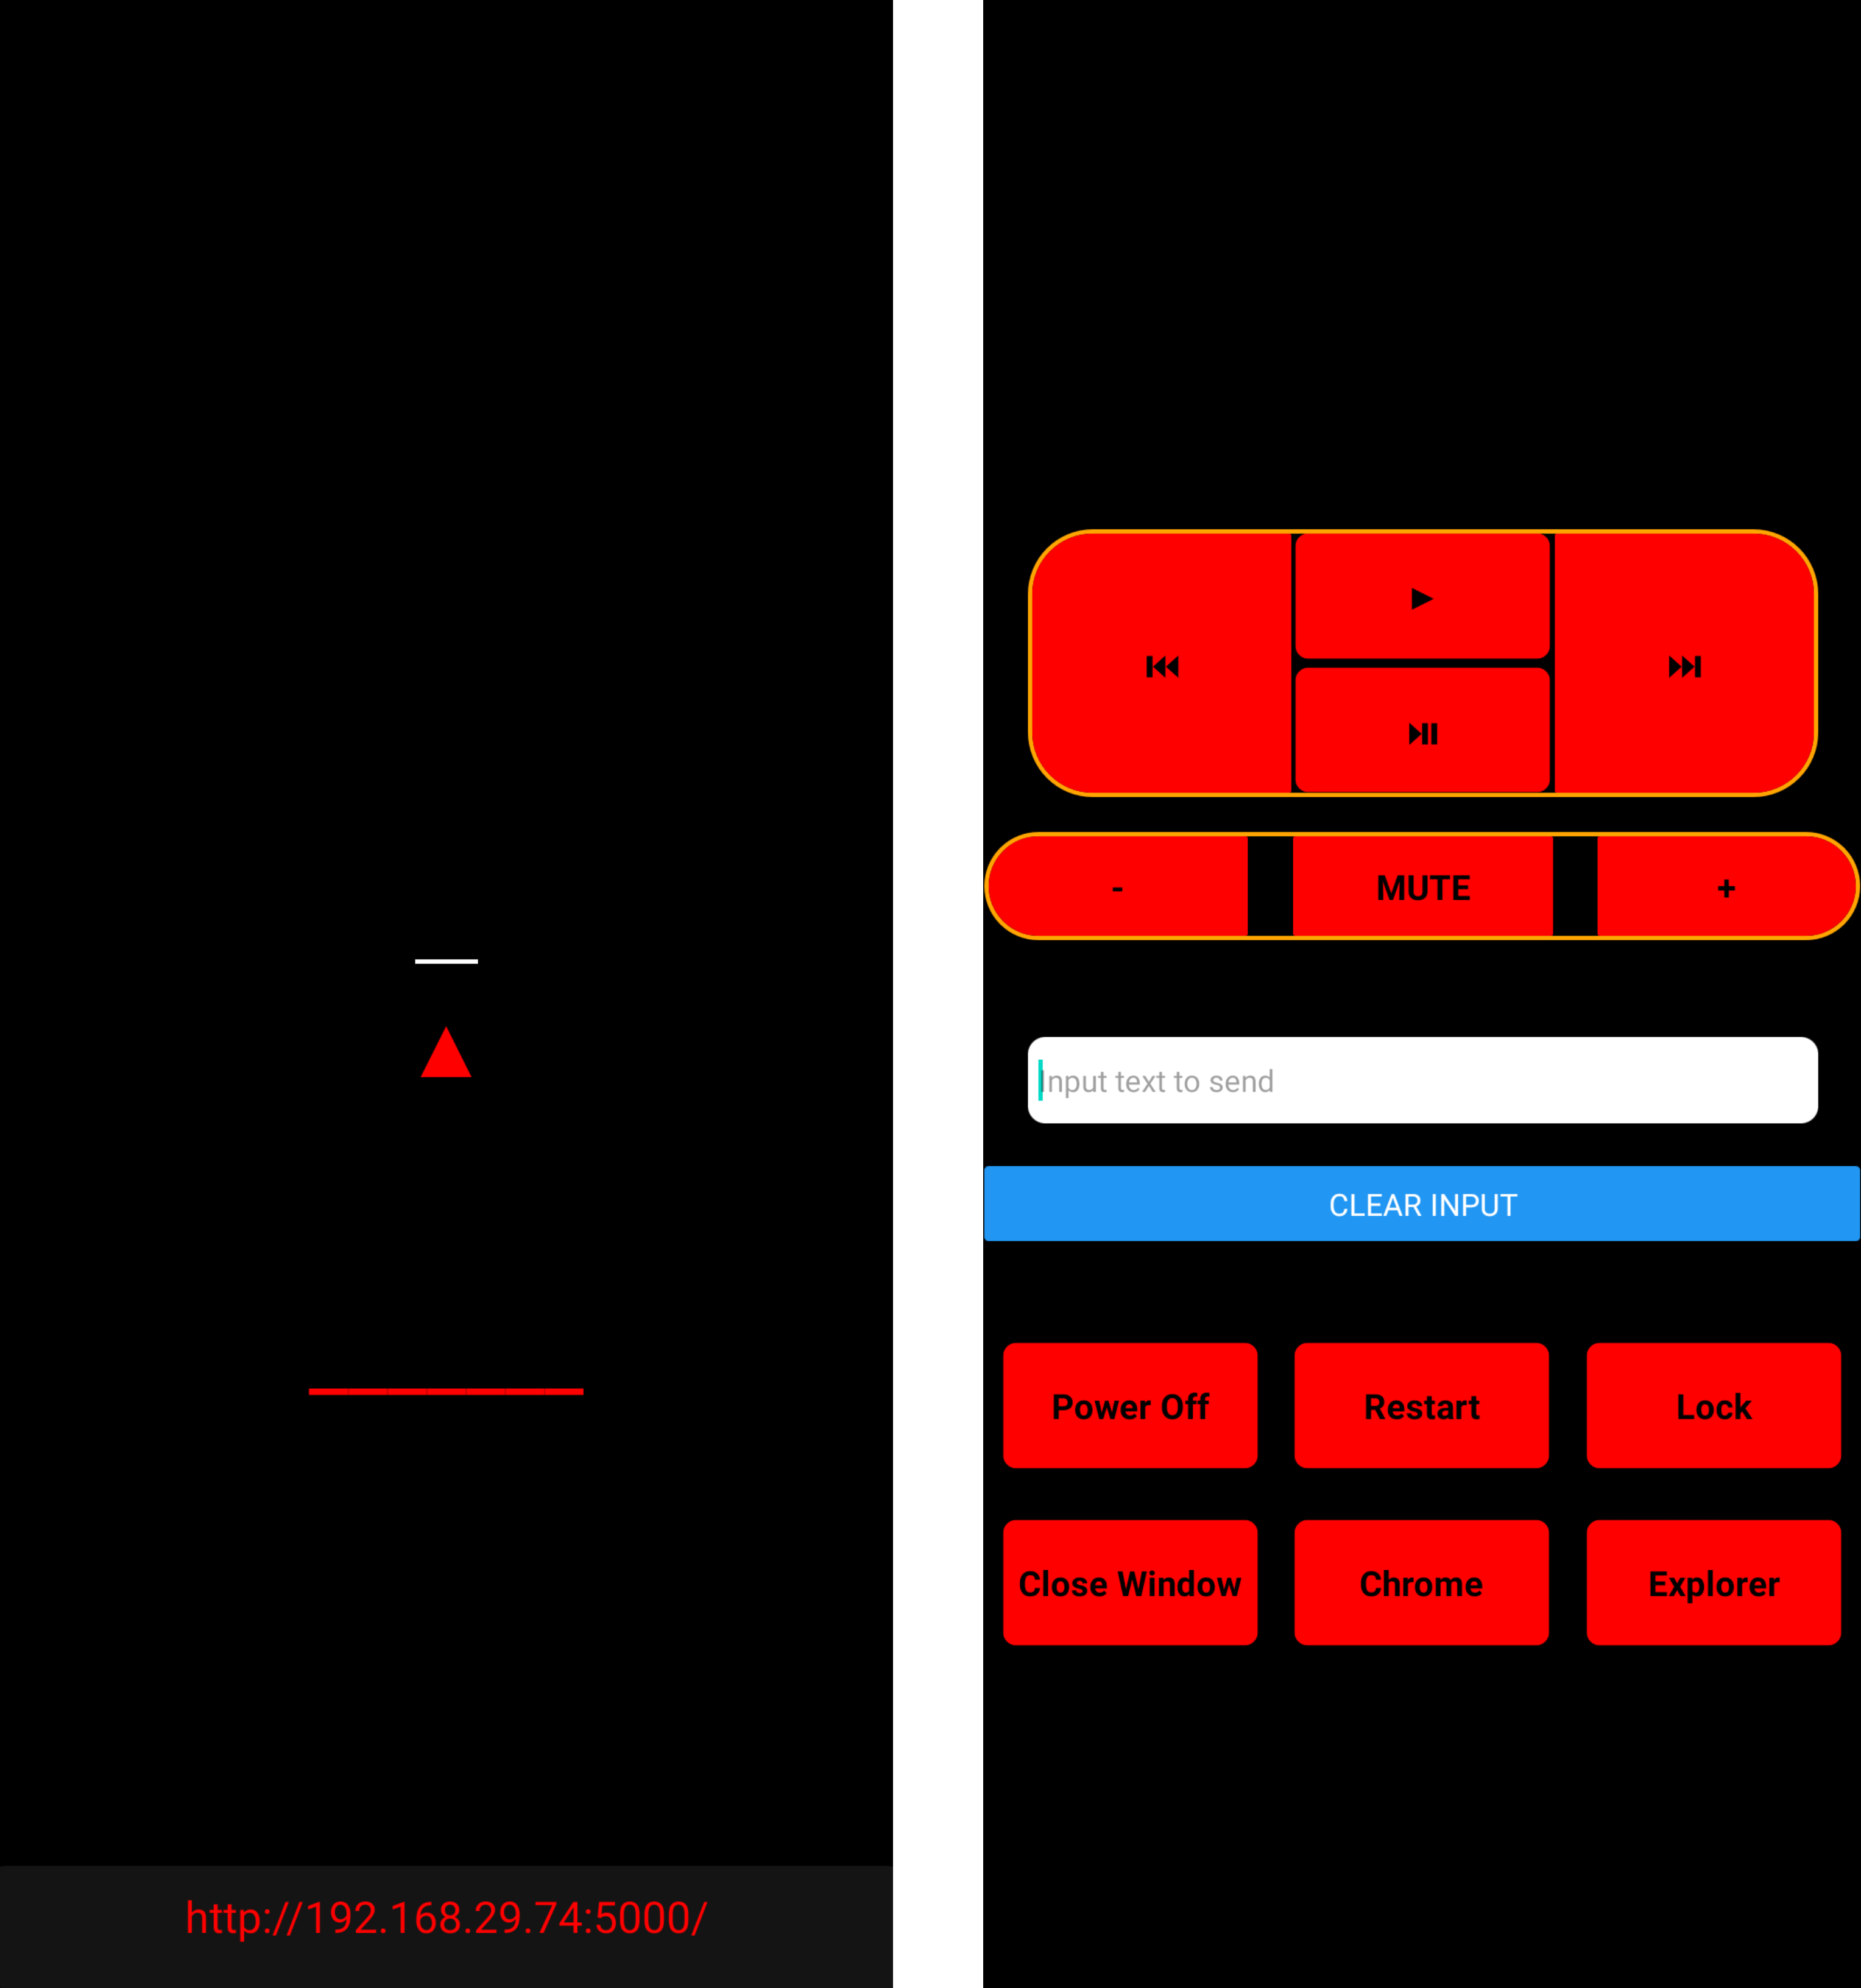 http://192.168.29.74:5000/
- MUTE +
Input text to send
CLEAR INPUT
Power Off Restart Lock
Close Window Chrome Explorer